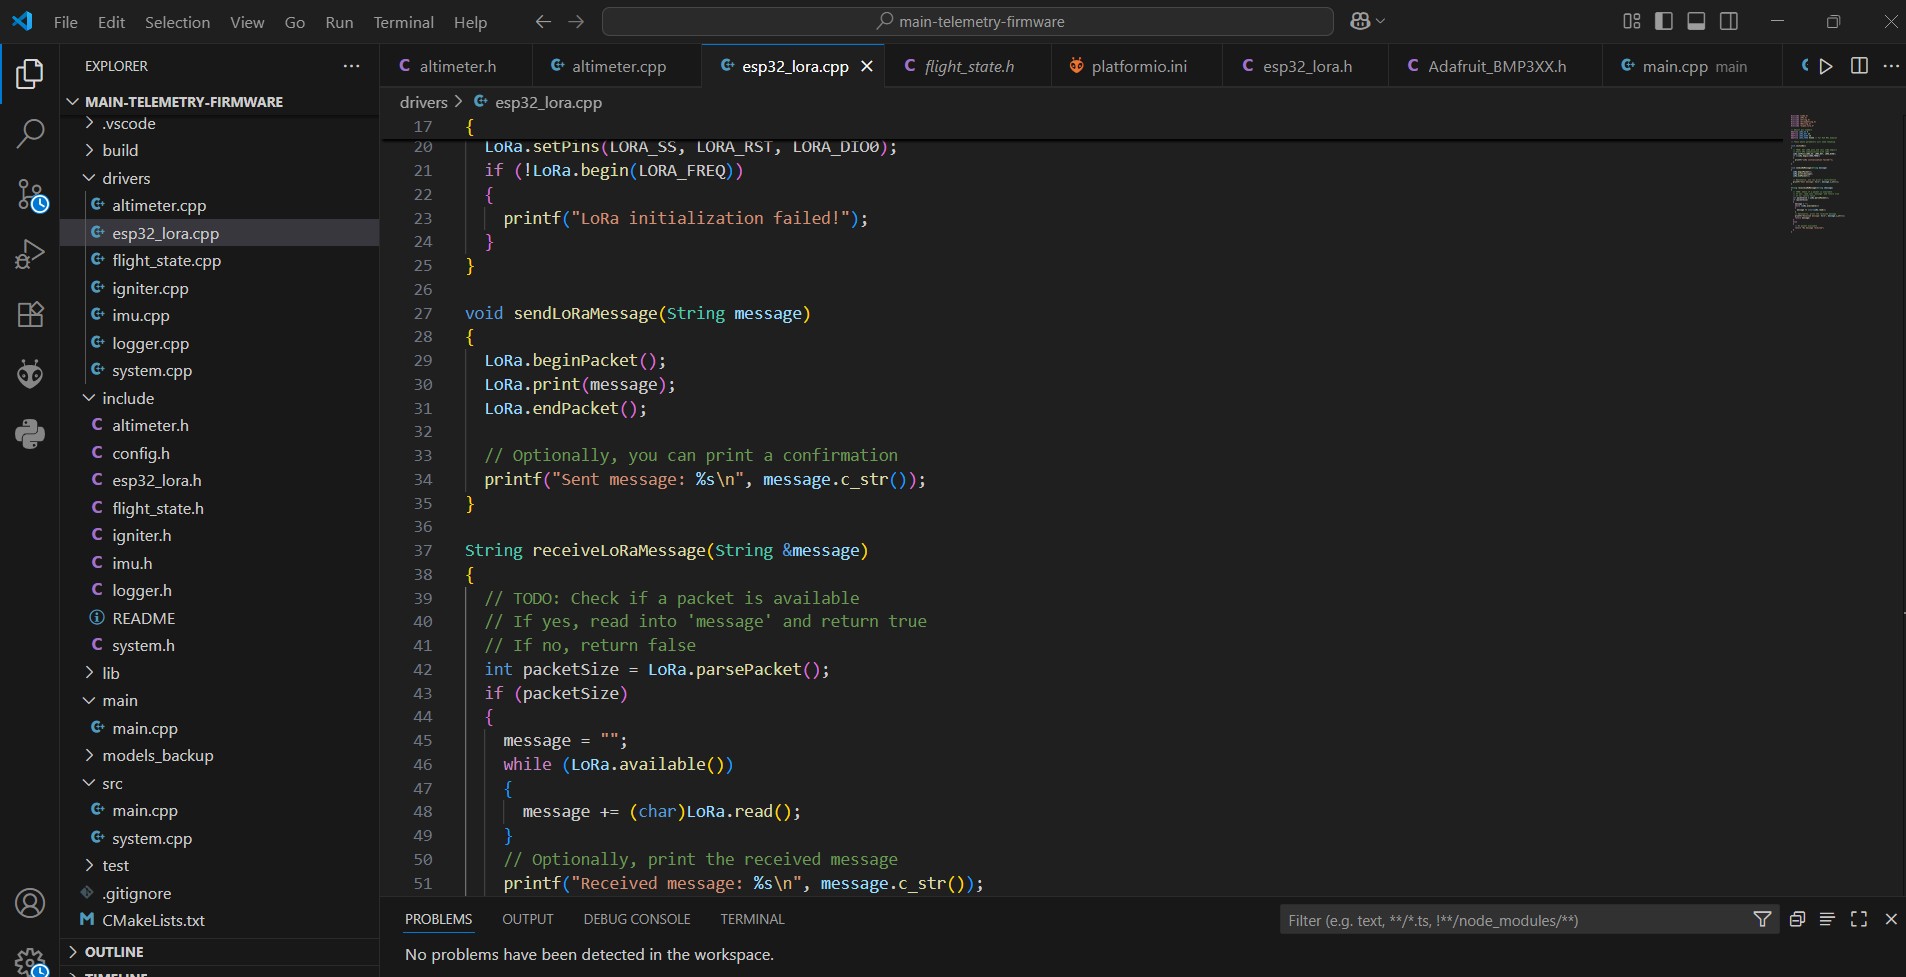 File Edit Selection View Go Run Terminal Help
main-telemetry-firmware
EXPLORER
MAIN-TELEMETRY-FIRMWARE
.vscode
build
drivers
altimeter.cpp
esp32_lora.cpp
flight_state.cpp
igniter.cpp
imu.cpp
logger.cpp
system.cpp
include
altimeter.h
config.h
esp32_lora.h
flight_state.h
igniter.h
imu.h
logger.h
README
system.h
lib
main
main.cpp
models_backup
src
main.cpp
system.cpp
test
.gitignore
CMakeLists.txt
OUTLINE
TIMELINE
altimeter.h altimeter.cpp esp32_lora.cpp flight_state.h platformio.ini esp32_lora.h Adafruit_BMP3XX.h main.cpp main
drivers > esp32_lora.cpp
17 {
20 LoRa.setPins(LORA_SS, LORA_RST, LORA_DIO0);
21 if (!LoRa.begin(LORA_FREQ))
22 {
23 printf("LoRa initialization failed!");
24 }
25 }
26
27 void sendLoRaMessage(String message)
28 {
29 LoRa.beginPacket();
30 LoRa.print(message);
31 LoRa.endPacket();
32
33 // Optionally, you can print a confirmation
34 printf("Sent message: %s\n", message.c_str());
35 }
36
37 String receiveLoRaMessage(String &message)
38 {
39 // TODO: Check if a packet is available
40 // If yes, read into 'message' and return true
41 // If no, return false
42 int packetSize = LoRa.parsePacket();
43 if (packetSize)
44 {
45 message = "";
46 while (LoRa.available())
47 {
48 message += (char)LoRa.read();
49 }
50 // Optionally, print the received message
51 printf("Received message: %s\n", message.c_str());
PROBLEMS OUTPUT DEBUG CONSOLE TERMINAL
Filter (e.g. text, **/*.ts, !**/node_modules/**)
No problems have been detected in the workspace.